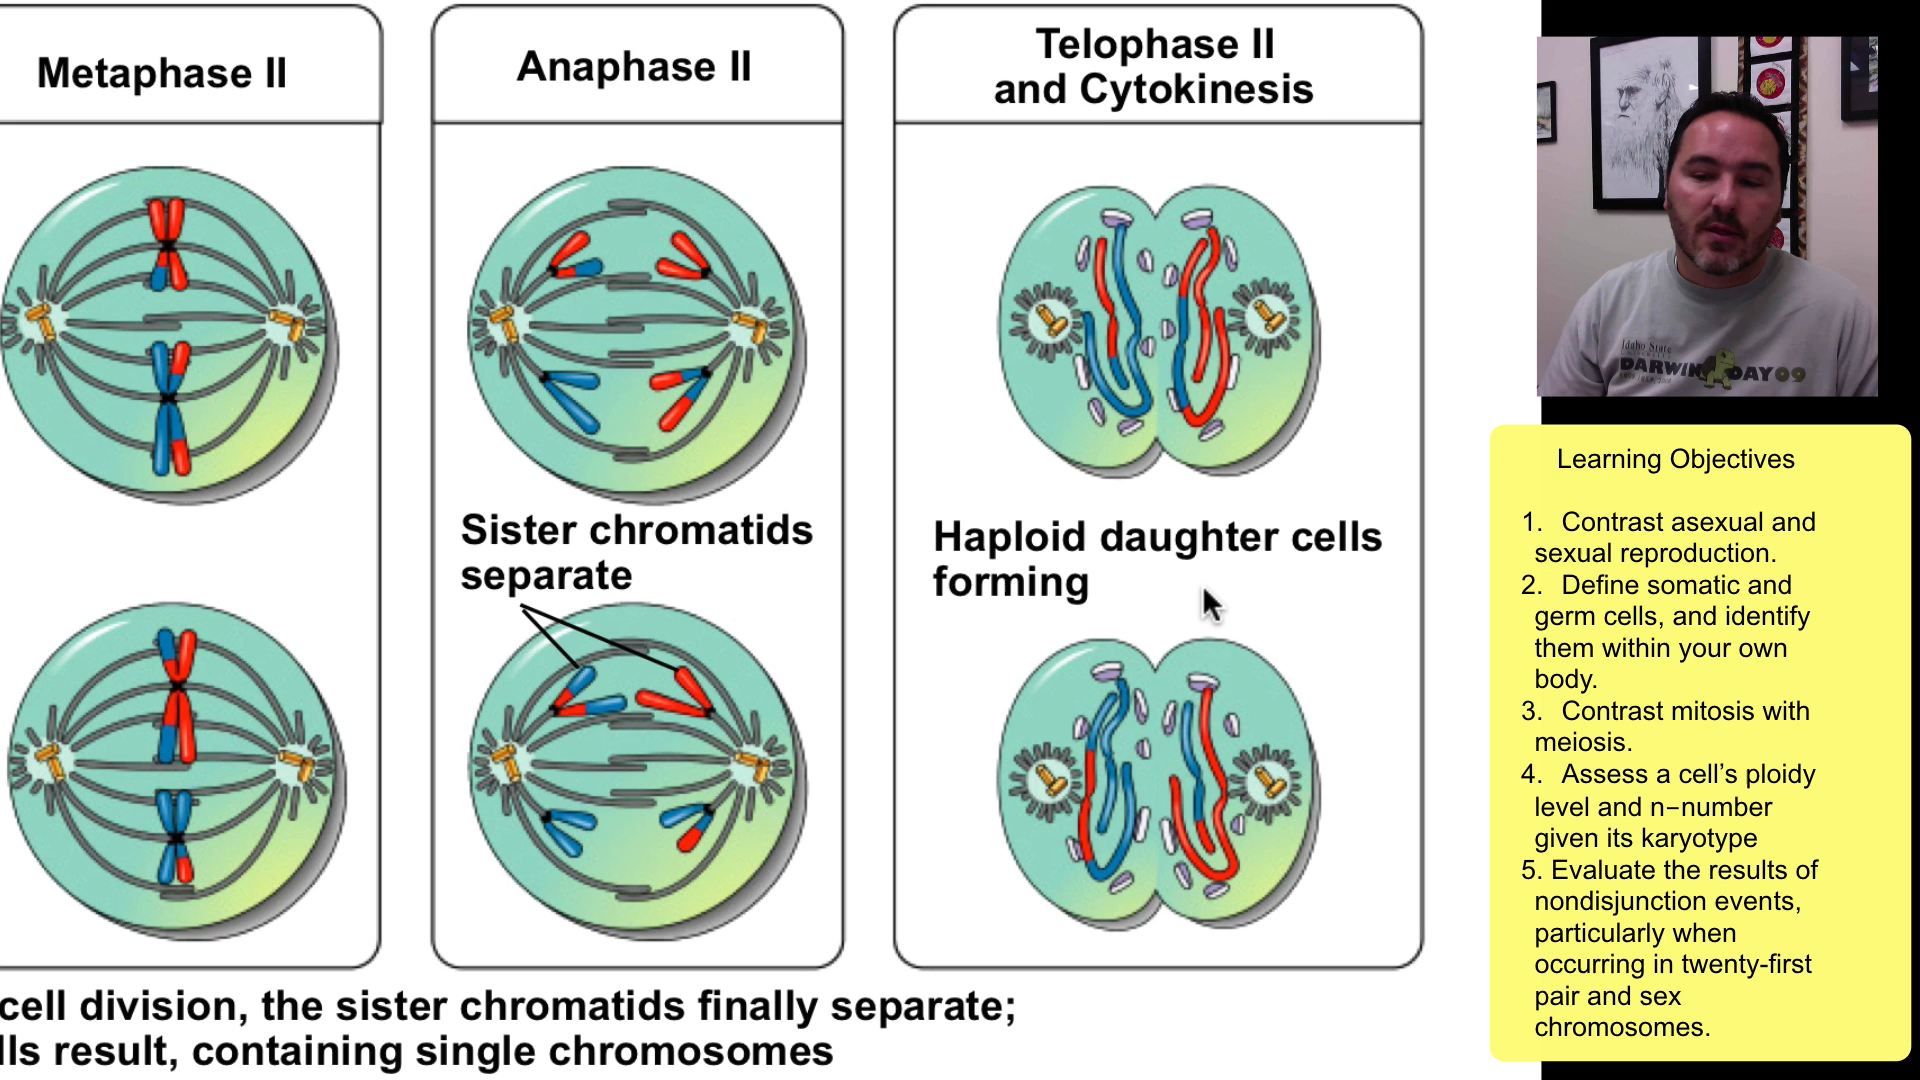 Metaphase II
Anaphase II
Telophase II
and Cytokinesis
Sister chromatids
separate
Haploid daughter cells
forming
cell division, the sister chromatids finally separate;
lls result, containing single chromosomes
Idaho State
DARWIN DAY 09
Learning Objectives
1. Contrast asexual and
sexual reproduction.
2. Define somatic and
germ cells, and identify
them within your own
body.
3. Contrast mitosis with
meiosis.
4. Assess a cell’s ploidy
level and n–number
given its karyotype
5. Evaluate the results of
nondisjunction events,
particularly when
occurring in twenty-first
pair and sex
chromosomes.